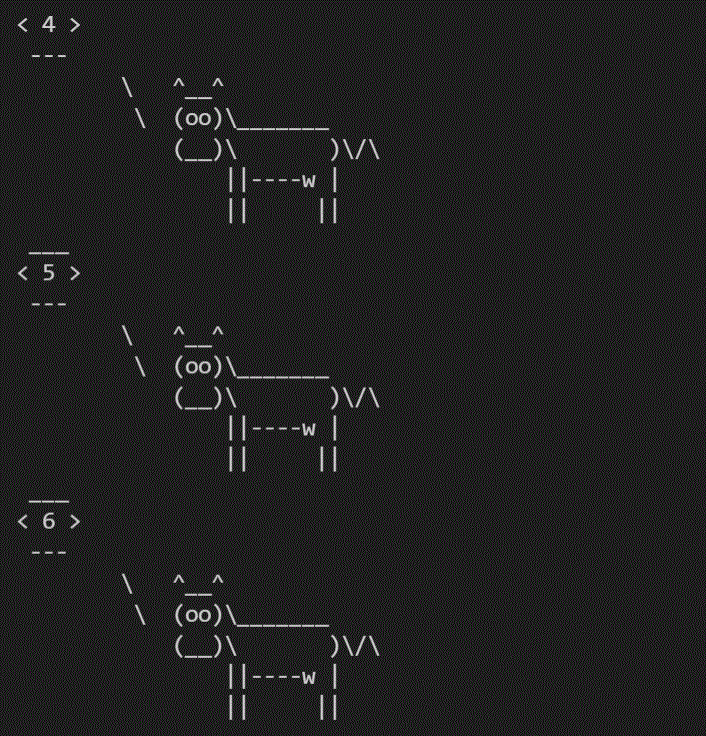 < 4 >
 ---
        \   ^__^
         \  (oo)\_______
            (__)\       )\/\
                ||----w |
                ||     ||
 ___
< 5 >
 ---
        \   ^__^
         \  (oo)\_______
            (__)\       )\/\
                ||----w |
                ||     ||
 ___
< 6 >
 ---
        \   ^__^
         \  (oo)\_______
            (__)\       )\/\
                ||----w |
                ||     ||